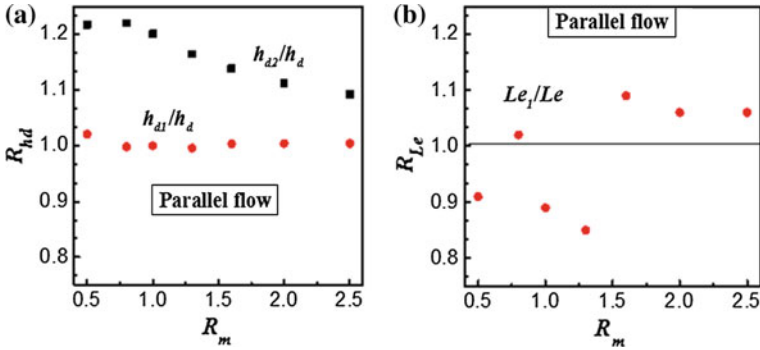 (a)
1.2
1.1
1.0
0.9
0.8
R_hd
h_d2/h_d
h_d1/h_d
Parallel flow
0.5 1.0 1.5 2.0 2.5
R_m
(b)
Parallel flow
1.2
1.1
1.0
0.9
0.8
R_Le
Le_1/Le
0.5 1.0 1.5 2.0 2.5
R_m